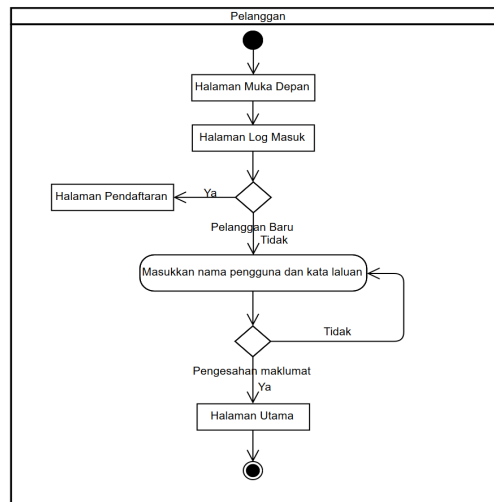 Pelanggan
Halaman Muka Depan
Halaman Log Masuk
Halaman Pendaftaran
Ya
Pelanggan Baru
Tidak
Masukkan nama pengguna dan kata laluan
Tidak
Pengesahan maklumat
Ya
Halaman Utama